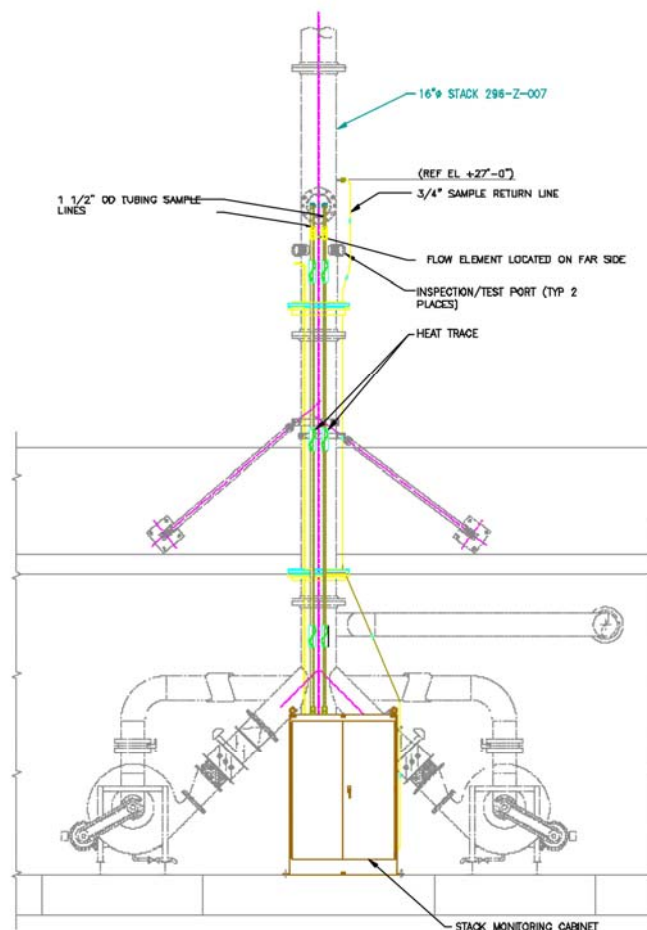 16"ø STACK 296-Z-007
(REF EL +27'-0")
3/4" SAMPLE RETURN LINE
1 1/2" OD TUBING SAMPLE
LINES
FLOW ELEMENT LOCATED ON FAR SIDE
INSPECTION/TEST PORT (TYP 2
PLACES)
HEAT TRACE
STACK MONITORING CABINET